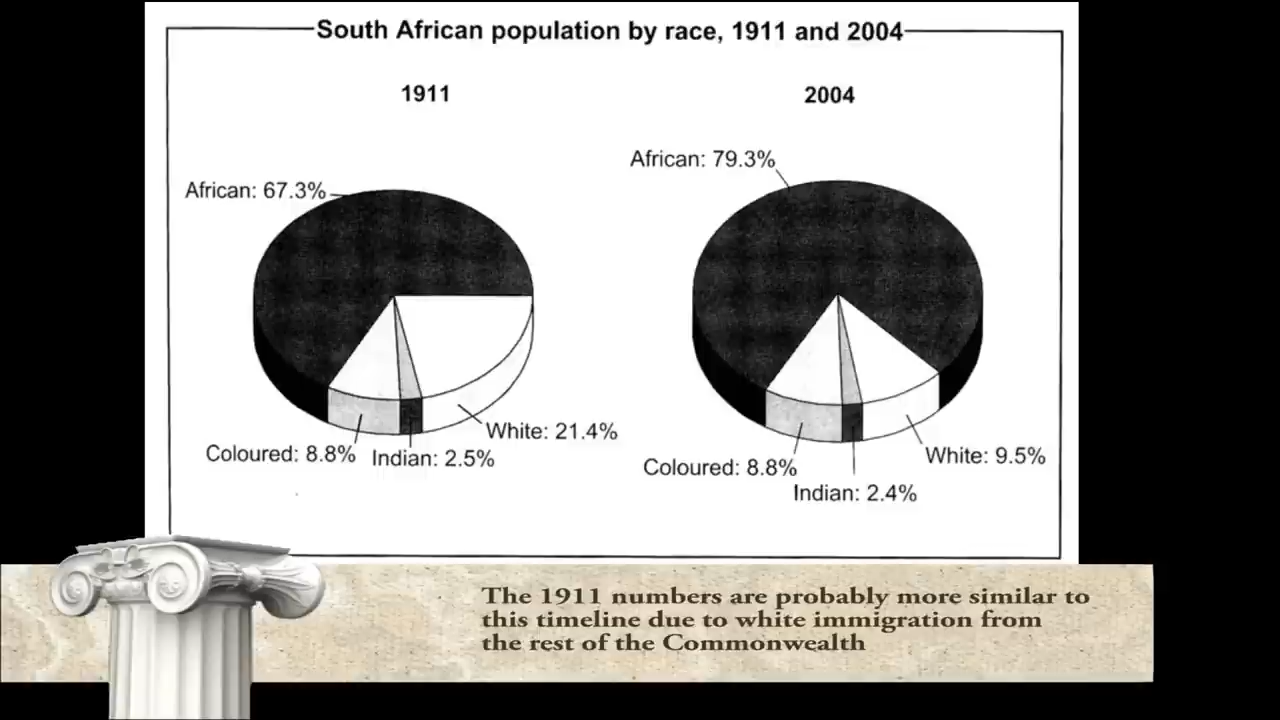 South African population by race, 1911 and 2004
1911
African: 67.3%
Coloured: 8.8%
Indian: 2.5%
White: 21.4%
2004
African: 79.3%
Coloured: 8.8%
Indian: 2.4%
White: 9.5%
The 1911 numbers are probably more similar to
this timeline due to white immigration from
the rest of the Commonwealth